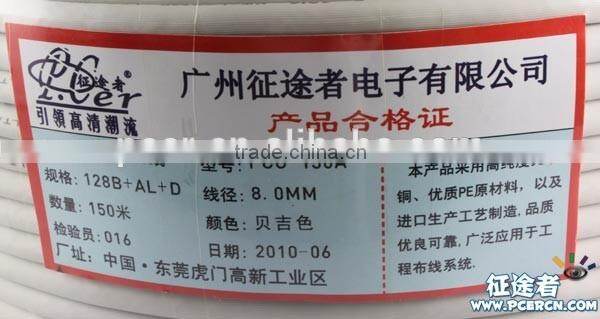 征途者®
PCer
引领高清潮流
广州征途者电子有限公司
产品合格证
规格: 128B+AL+D
数量: 150米
检验员: 016
厂址: 中国·东莞虎门高新工业区
线径: 8.0MM
颜色: 贝吉色
日期: 2010-06
本产品采用高纯度
铜、优质PE原材料，以及
进口生产工艺制造，品质
优良可靠，广泛应用于工
程布线系统.
trade.china.cn
征途者
WWW.PCERCN.COM